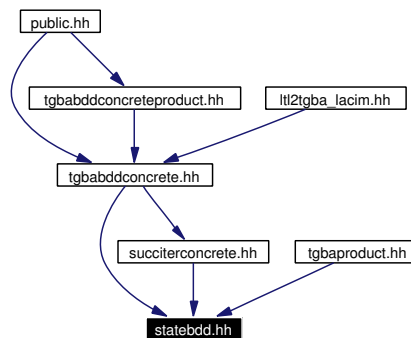 public.hh
tgbabddconcreteproduct.hh
ltl2tgba_lacim.hh
tgbabddconcrete.hh
succiterconcrete.hh
tgbaproduct.hh
statebdd.hh